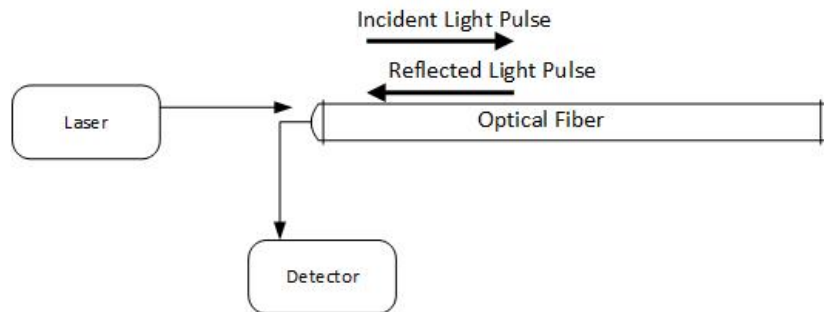 Incident Light Pulse
Reflected Light Pulse
Laser
Optical Fiber
Detector